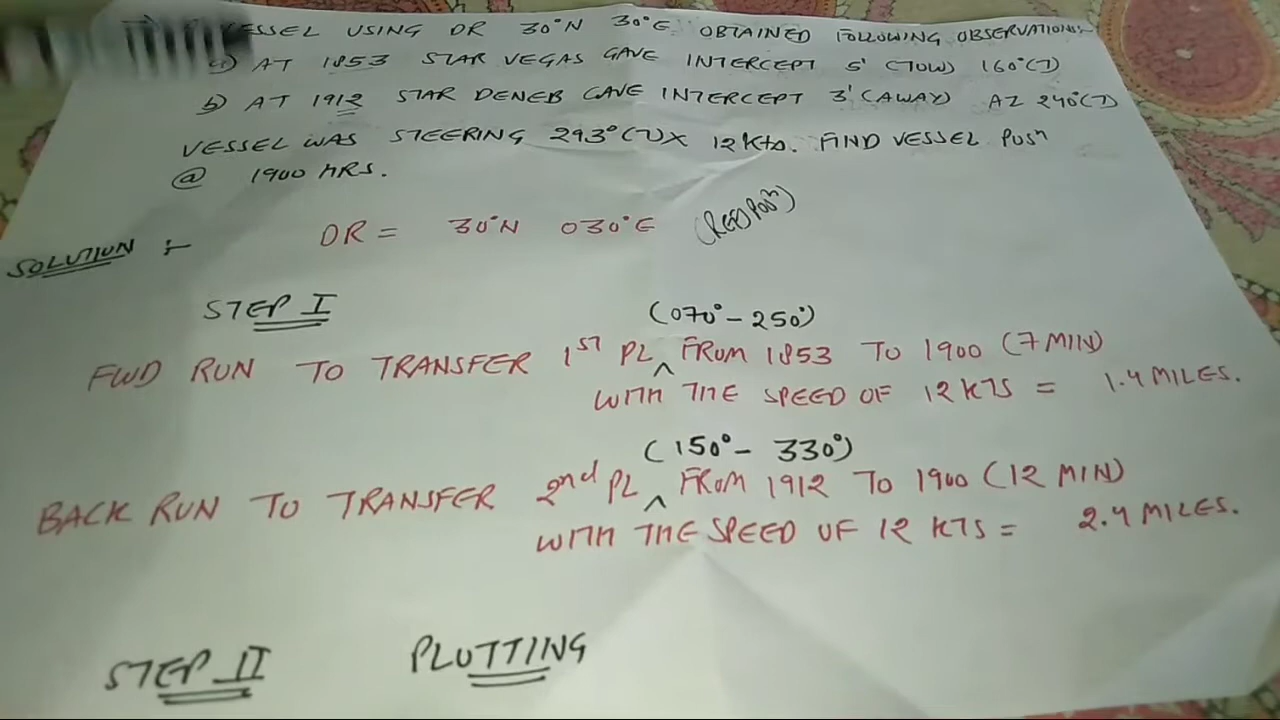 VESSEL USING DR 30°N 30°E OBTAINED FOLLOWING OBSERVATIONS:-
a) AT 1853 STAR VEGAS GAVE INTERCEPT 5' (TOW) 160°(T)
b) AT 1912 STAR DENEB GAVE INTERCEPT 3' (AWAY) AZ 240°(T)
VESSEL WAS STEERING 293°(T) X 12 Kts. FIND VESSEL POSⁿ
@ 1900 HRS.
SOLUTION :- DR = 30°N 030°E (RED POSⁿ)
STEP I
(070° - 250°)
FWD RUN TO TRANSFER 1ST PL ^ FROM 1853 TO 1900 (7 MIN)
WITH THE SPEED OF 12 KTS = 1.4 MILES.
(150° - 330°)
BACK RUN TO TRANSFER 2nd PL ^ FROM 1912 TO 1900 (12 MIN)
WITH THE SPEED OF 12 KTS = 2.4 MILES.
STEP II PLOTTING